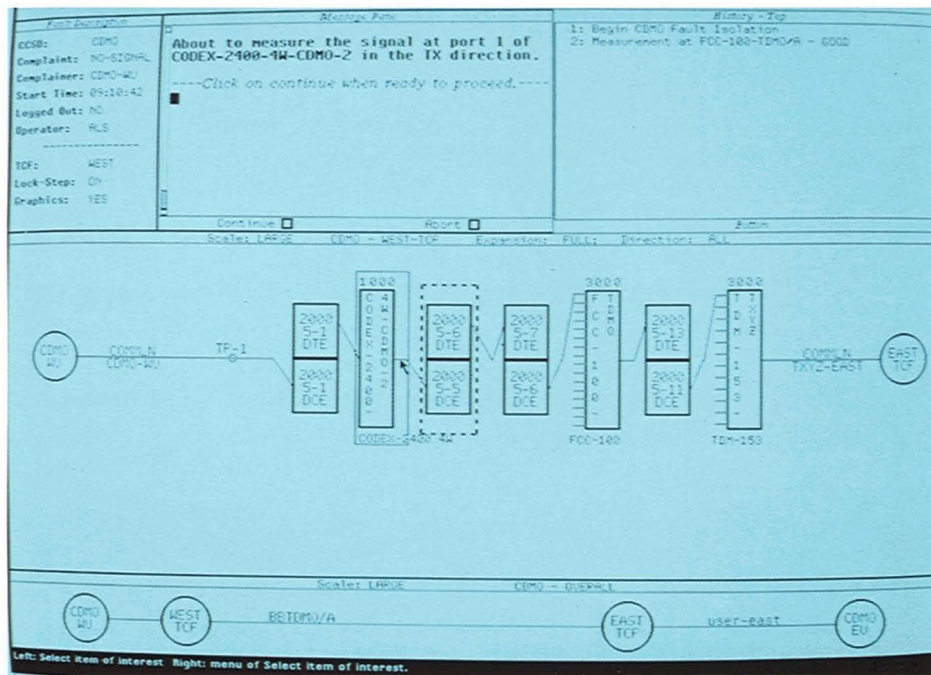 Fault Description
CCSD: CDMO
Complaint: NO-SIGNAL
Complainer: CDMO-WU
Start Time: 09:10:42
Logged Out: NO
Operator: ALS
--------------
TCF: WEST
Lock-Step: ON
Graphics: YES
Message Pane
About to measure the signal at port 1 of
CODEX-2400-4W-CDMO-2 in the TX direction.
----Click on continue when ready to proceed.----
Continue
Abort
History - Top
1: Begin CDMO Fault Isolation
2: Measurement at FCC-100-TDMO/A - GOOD
Bottom
Scale: LARGE CDMO - WEST-TCF Expansion: FULL: Direction: ALL
CDMO
WU
COMMLN
CDMO-WU
TP-1
2000
5-1
DTE
2000
5-1
DCE
1000
CODEX-2400-
4W-CDMO-2
CODEX-2400 4W
2000
5-6
DTE
2000
5-5
DCE
2000
5-7
DTE
2000
5-6
DCE
3000
FCC-100-
TDMO
FCC-100
2000
5-13
DTE
2000
5-11
DCE
3000
TDM-153-
TXYZ
TDM-153
COMMLN
TXYZ-EAST
EAST
TCF
Scale: LARGE CDMO - OVERALL
CDMO
WU
WEST
TCF
BBTDMO/A
EAST
TCF
user-east
CDMO
EU
Left: Select item of interest Right: menu of Select item of interest.